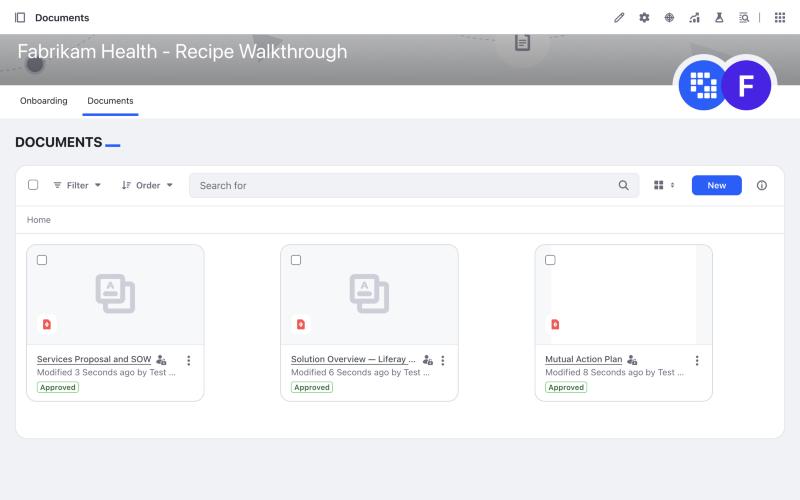 Documents
Fabrikam Health - Recipe Walkthrough
F
Onboarding
Documents
DOCUMENTS
Filter
Order
Search for
New
Home
A
A
Services Proposal and SOW
Modified 3 Seconds ago by Test ...
Approved
Solution Overview — Liferay ...
Modified 6 Seconds ago by Test ...
Approved
Mutual Action Plan
Modified 8 Seconds ago by Test ...
Approved